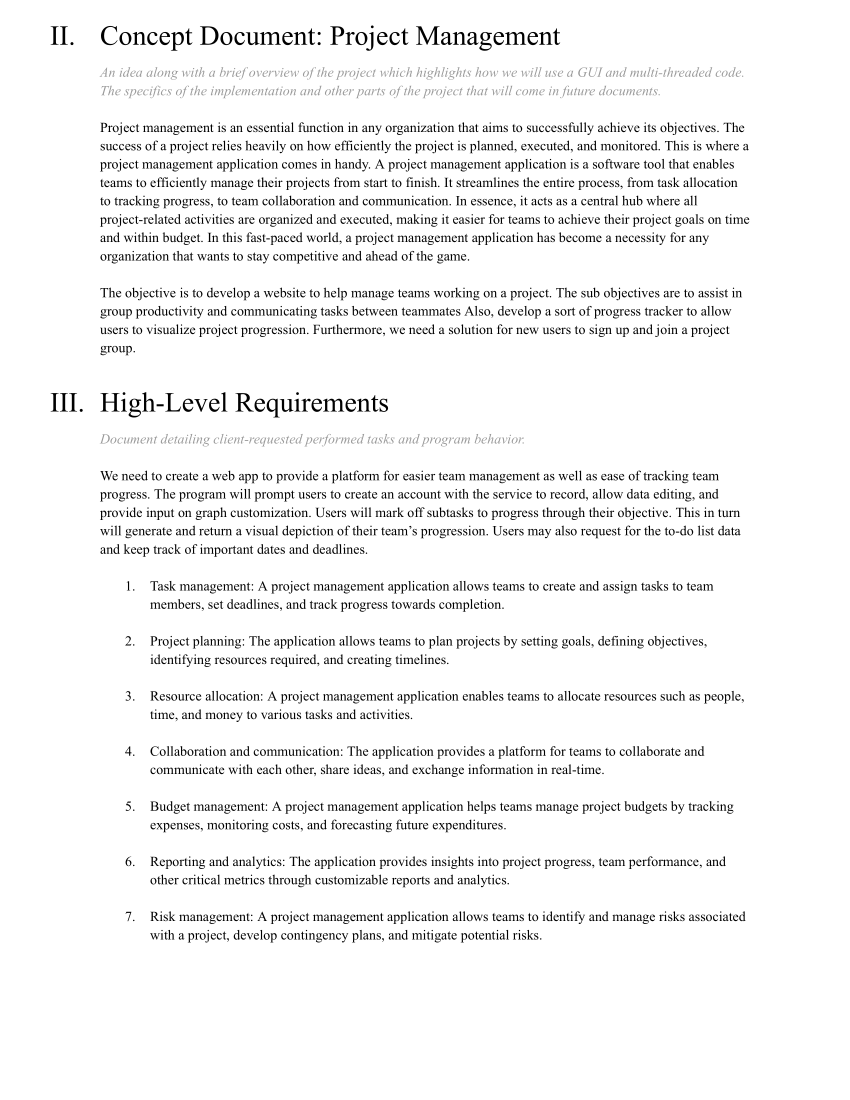 II. Concept Document: Project Management
An idea along with a brief overview of the project which highlights how we will use a GUI and multi-threaded code.
The specifics of the implementation and other parts of the project that will come in future documents.
Project management is an essential function in any organization that aims to successfully achieve its objectives. The
success of a project relies heavily on how efficiently the project is planned, executed, and monitored. This is where a
project management application comes in handy. A project management application is a software tool that enables
teams to efficiently manage their projects from start to finish. It streamlines the entire process, from task allocation
to tracking progress, to team collaboration and communication. In essence, it acts as a central hub where all
project-related activities are organized and executed, making it easier for teams to achieve their project goals on time
and within budget. In this fast-paced world, a project management application has become a necessity for any
organization that wants to stay competitive and ahead of the game.
The objective is to develop a website to help manage teams working on a project. The sub objectives are to assist in
group productivity and communicating tasks between teammates Also, develop a sort of progress tracker to allow
users to visualize project progression. Furthermore, we need a solution for new users to sign up and join a project
group.
III. High-Level Requirements
Document detailing client-requested performed tasks and program behavior.
We need to create a web app to provide a platform for easier team management as well as ease of tracking team
progress. The program will prompt users to create an account with the service to record, allow data editing, and
provide input on graph customization. Users will mark off subtasks to progress through their objective. This in turn
will generate and return a visual depiction of their team's progression. Users may also request for the to-do list data
and keep track of important dates and deadlines.
1. Task management: A project management application allows teams to create and assign tasks to team
members, set deadlines, and track progress towards completion.
2. Project planning: The application allows teams to plan projects by setting goals, defining objectives,
identifying resources required, and creating timelines.
3. Resource allocation: A project management application enables teams to allocate resources such as people,
time, and money to various tasks and activities.
4. Collaboration and communication: The application provides a platform for teams to collaborate and
communicate with each other, share ideas, and exchange information in real-time.
5. Budget management: A project management application helps teams manage project budgets by tracking
expenses, monitoring costs, and forecasting future expenditures.
6. Reporting and analytics: The application provides insights into project progress, team performance, and
other critical metrics through customizable reports and analytics.
7. Risk management: A project management application allows teams to identify and manage risks associated
with a project, develop contingency plans, and mitigate potential risks.